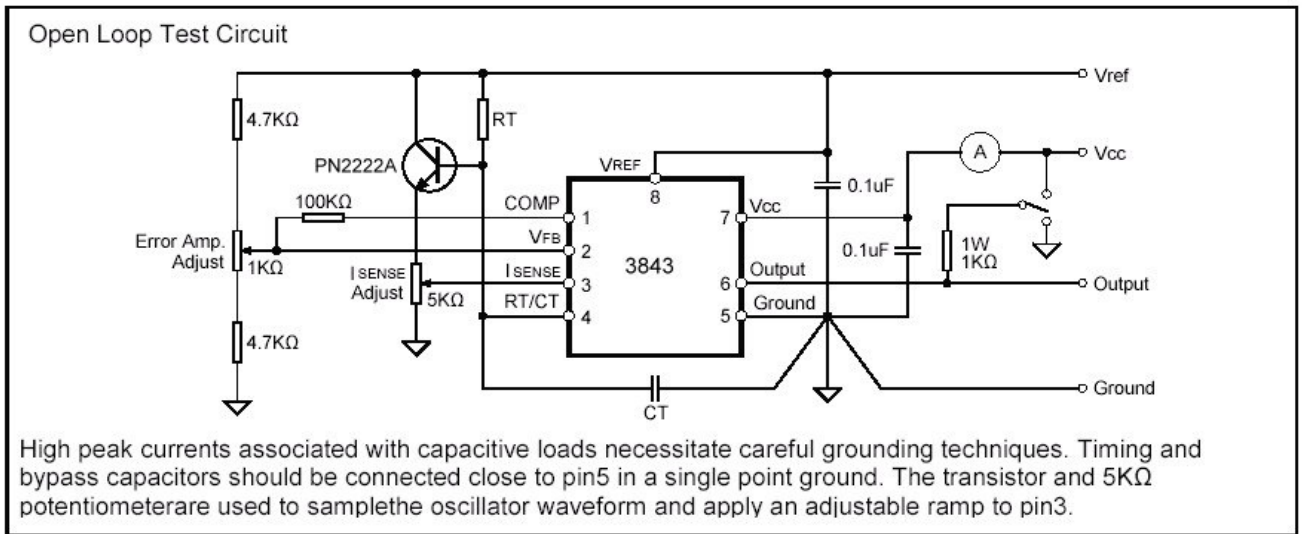 Open Loop Test Circuit
Vref
4.7KΩ
RT
PN2222A
A
Vcc
VREF
8
0.1uF
100KΩ
COMP
1
7
Vcc
VFB
2
Error Amp.
Adjust
1KΩ
3843
0.1uF
1W
1KΩ
I SENSE
Adjust
5KΩ
I SENSE
3
6
Output
Output
RT/CT
4
5
Ground
4.7KΩ
CT
Ground
High peak currents associated with capacitive loads necessitate careful grounding techniques. Timing and
bypass capacitors should be connected close to pin5 in a single point ground. The transistor and 5KΩ
potentiometerare used to samplethe oscillator waveform and apply an adjustable ramp to pin3.